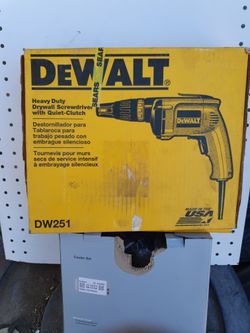 DEWALT®
Heavy Duty
Drywall Screwdriver
with Quiet-Clutch
Destornillador para
Tablaroca para
trabajo pesado con
embrague silencioso
Tournevis pour murs
secs de service intensif
à embrayage silencieux
DW251
SEARS SEAR
DEWALT
MADE IN THE
USA